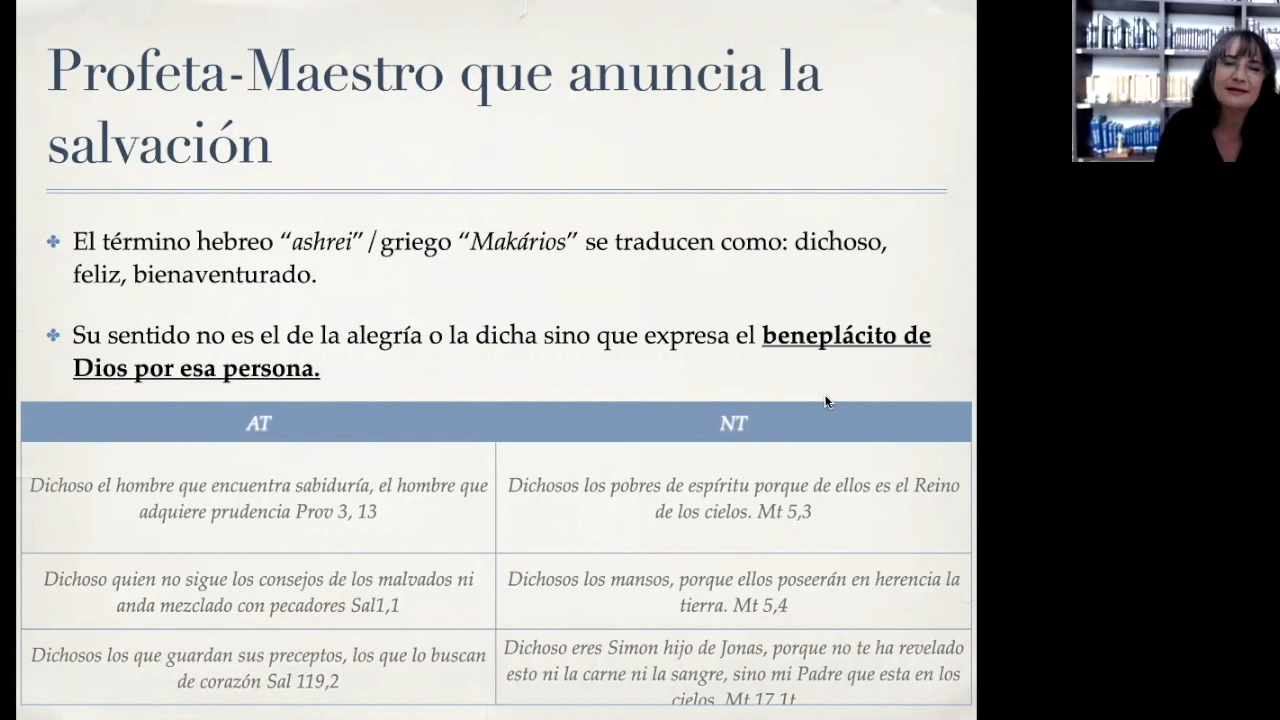 Profeta-Maestro que anuncia la
salvación
El término hebreo “ashrei” / griego “Makários” se traducen como: dichoso,
feliz, bienaventurado.
Su sentido no es el de la alegría o la dicha sino que expresa el beneplácito de
Dios por esa persona.
AT
NT
Dichoso el hombre que encuentra sabiduría, el hombre que
adquiere prudencia Prov 3, 13
Dichosos los pobres de espíritu porque de ellos es el Reino
de los cielos. Mt 5,3
Dichoso quien no sigue los consejos de los malvados ni
anda mezclado con pecadores Sal1,1
Dichosos los mansos, porque ellos poseerán en herencia la
tierra. Mt 5,4
Dichosos los que guardan sus preceptos, los que lo buscan
de corazón Sal 119,2
Dichoso eres Simon hijo de Jonas, porque no te ha revelado
esto ni la carne ni la sangre, sino mi Padre que esta en los
cielos. Mt